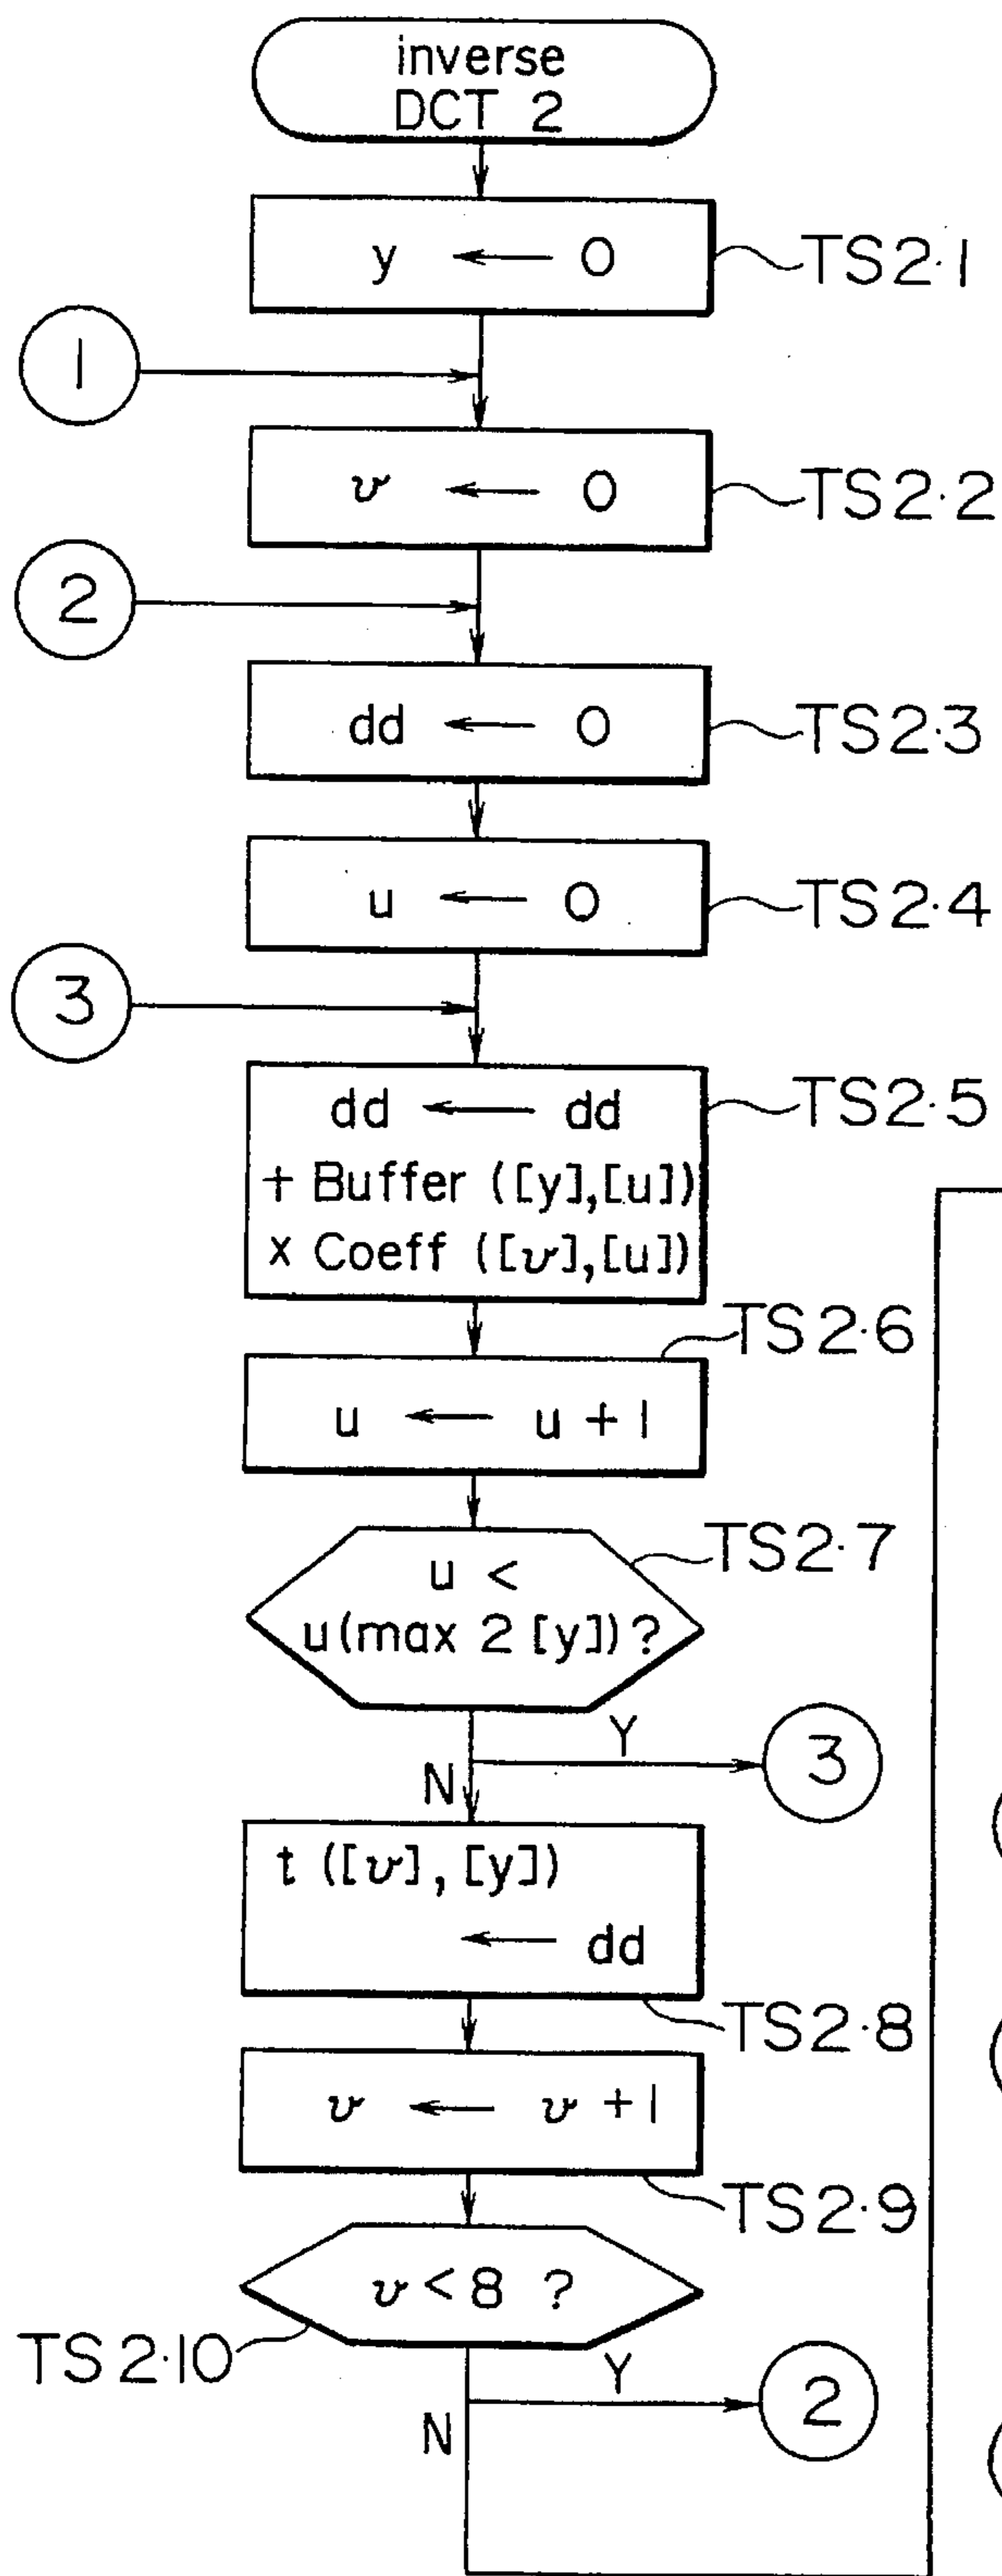 inverse
DCT 2
y ← 0
TS2·1
1
v ← 0
TS2·2
2
dd ← 0
TS2·3
u ← 0
TS2·4
3
dd ← dd
+ Buffer ([y],[u])
x Coeff ([v],[u])
TS2·5
TS2·6
u ← u + 1
TS2·7
u <
u(max 2 [y])?
Y
3
N
t ([v],[y])
← dd
TS2·8
v ← v + 1
TS2·9
v < 8 ?
TS2·10
Y
2
N